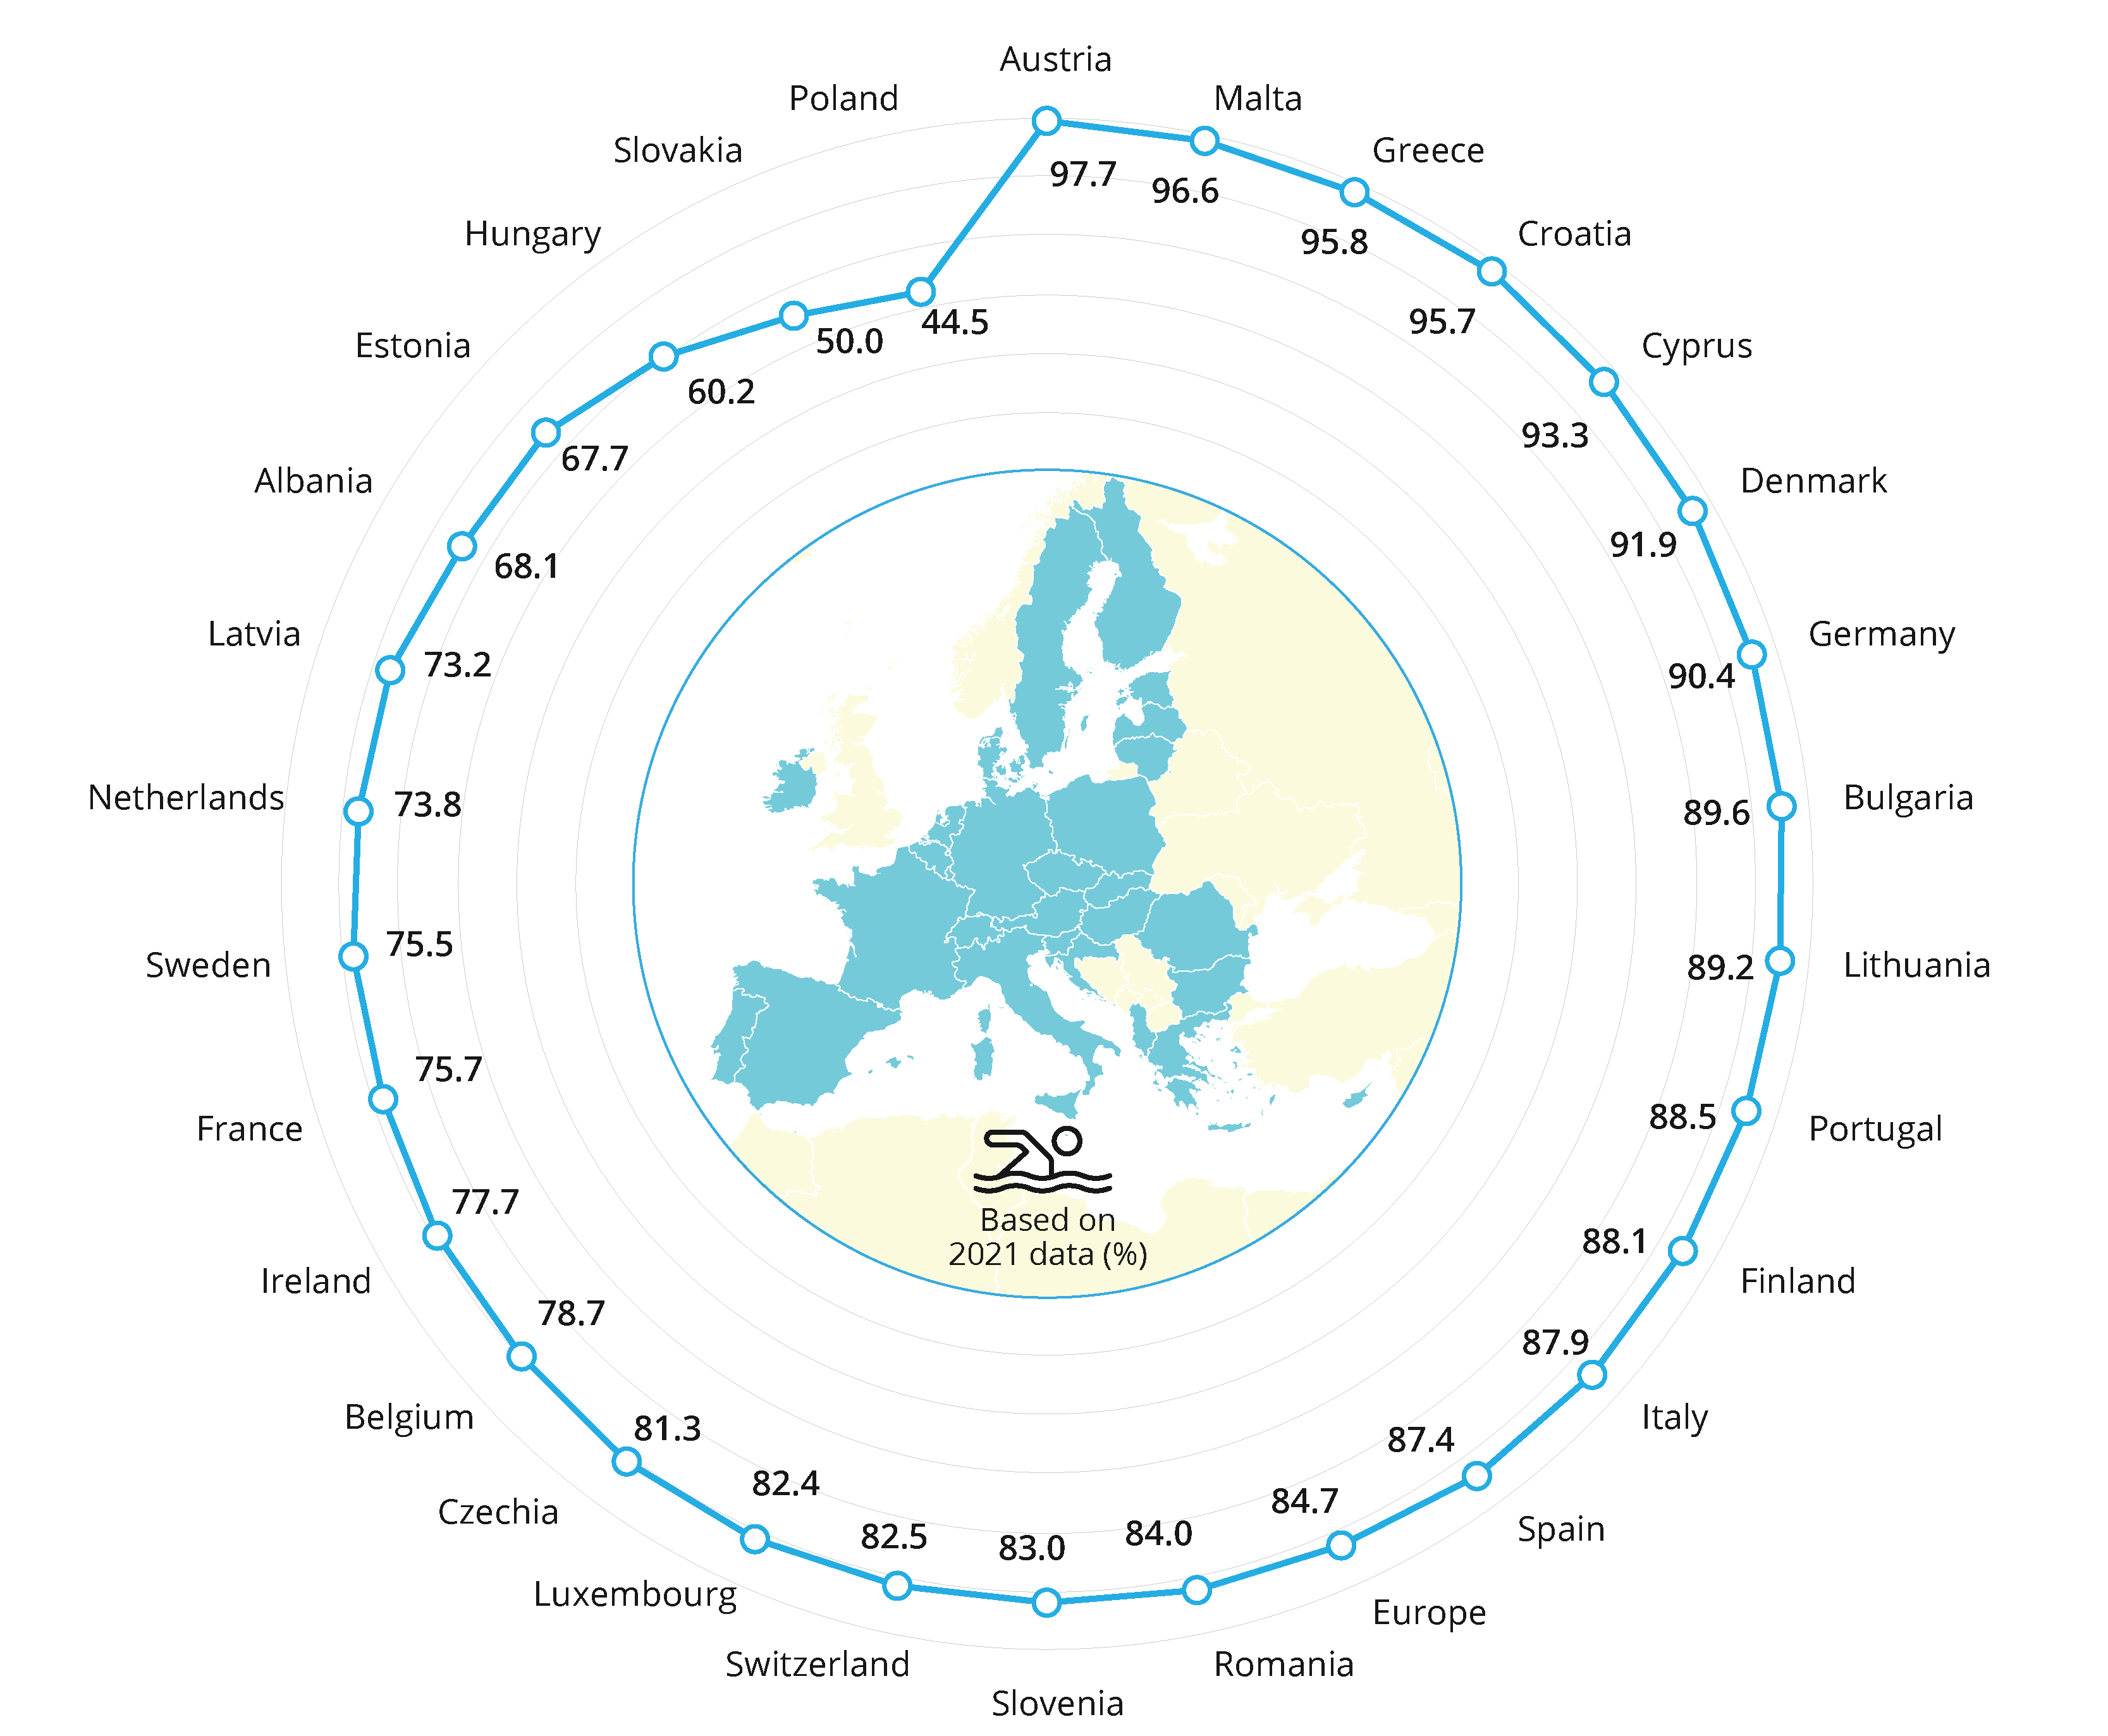 Austria
97.7
Malta
96.6
Greece
95.8
Croatia
95.7
Cyprus
93.3
Denmark
91.9
Germany
90.4
Bulgaria
89.6
Lithuania
89.2
Portugal
88.5
Finland
88.1
Italy
87.9
Spain
87.4
Europe
84.7
Romania
84.0
Slovenia
83.0
Switzerland
82.5
Luxembourg
82.4
Czechia
81.3
Belgium
78.7
Ireland
77.7
France
75.7
Sweden
75.5
Netherlands
73.8
Latvia
73.2
Albania
68.1
Estonia
67.7
Hungary
60.2
Slovakia
50.0
Poland
44.5
Based on
2021 data (%)